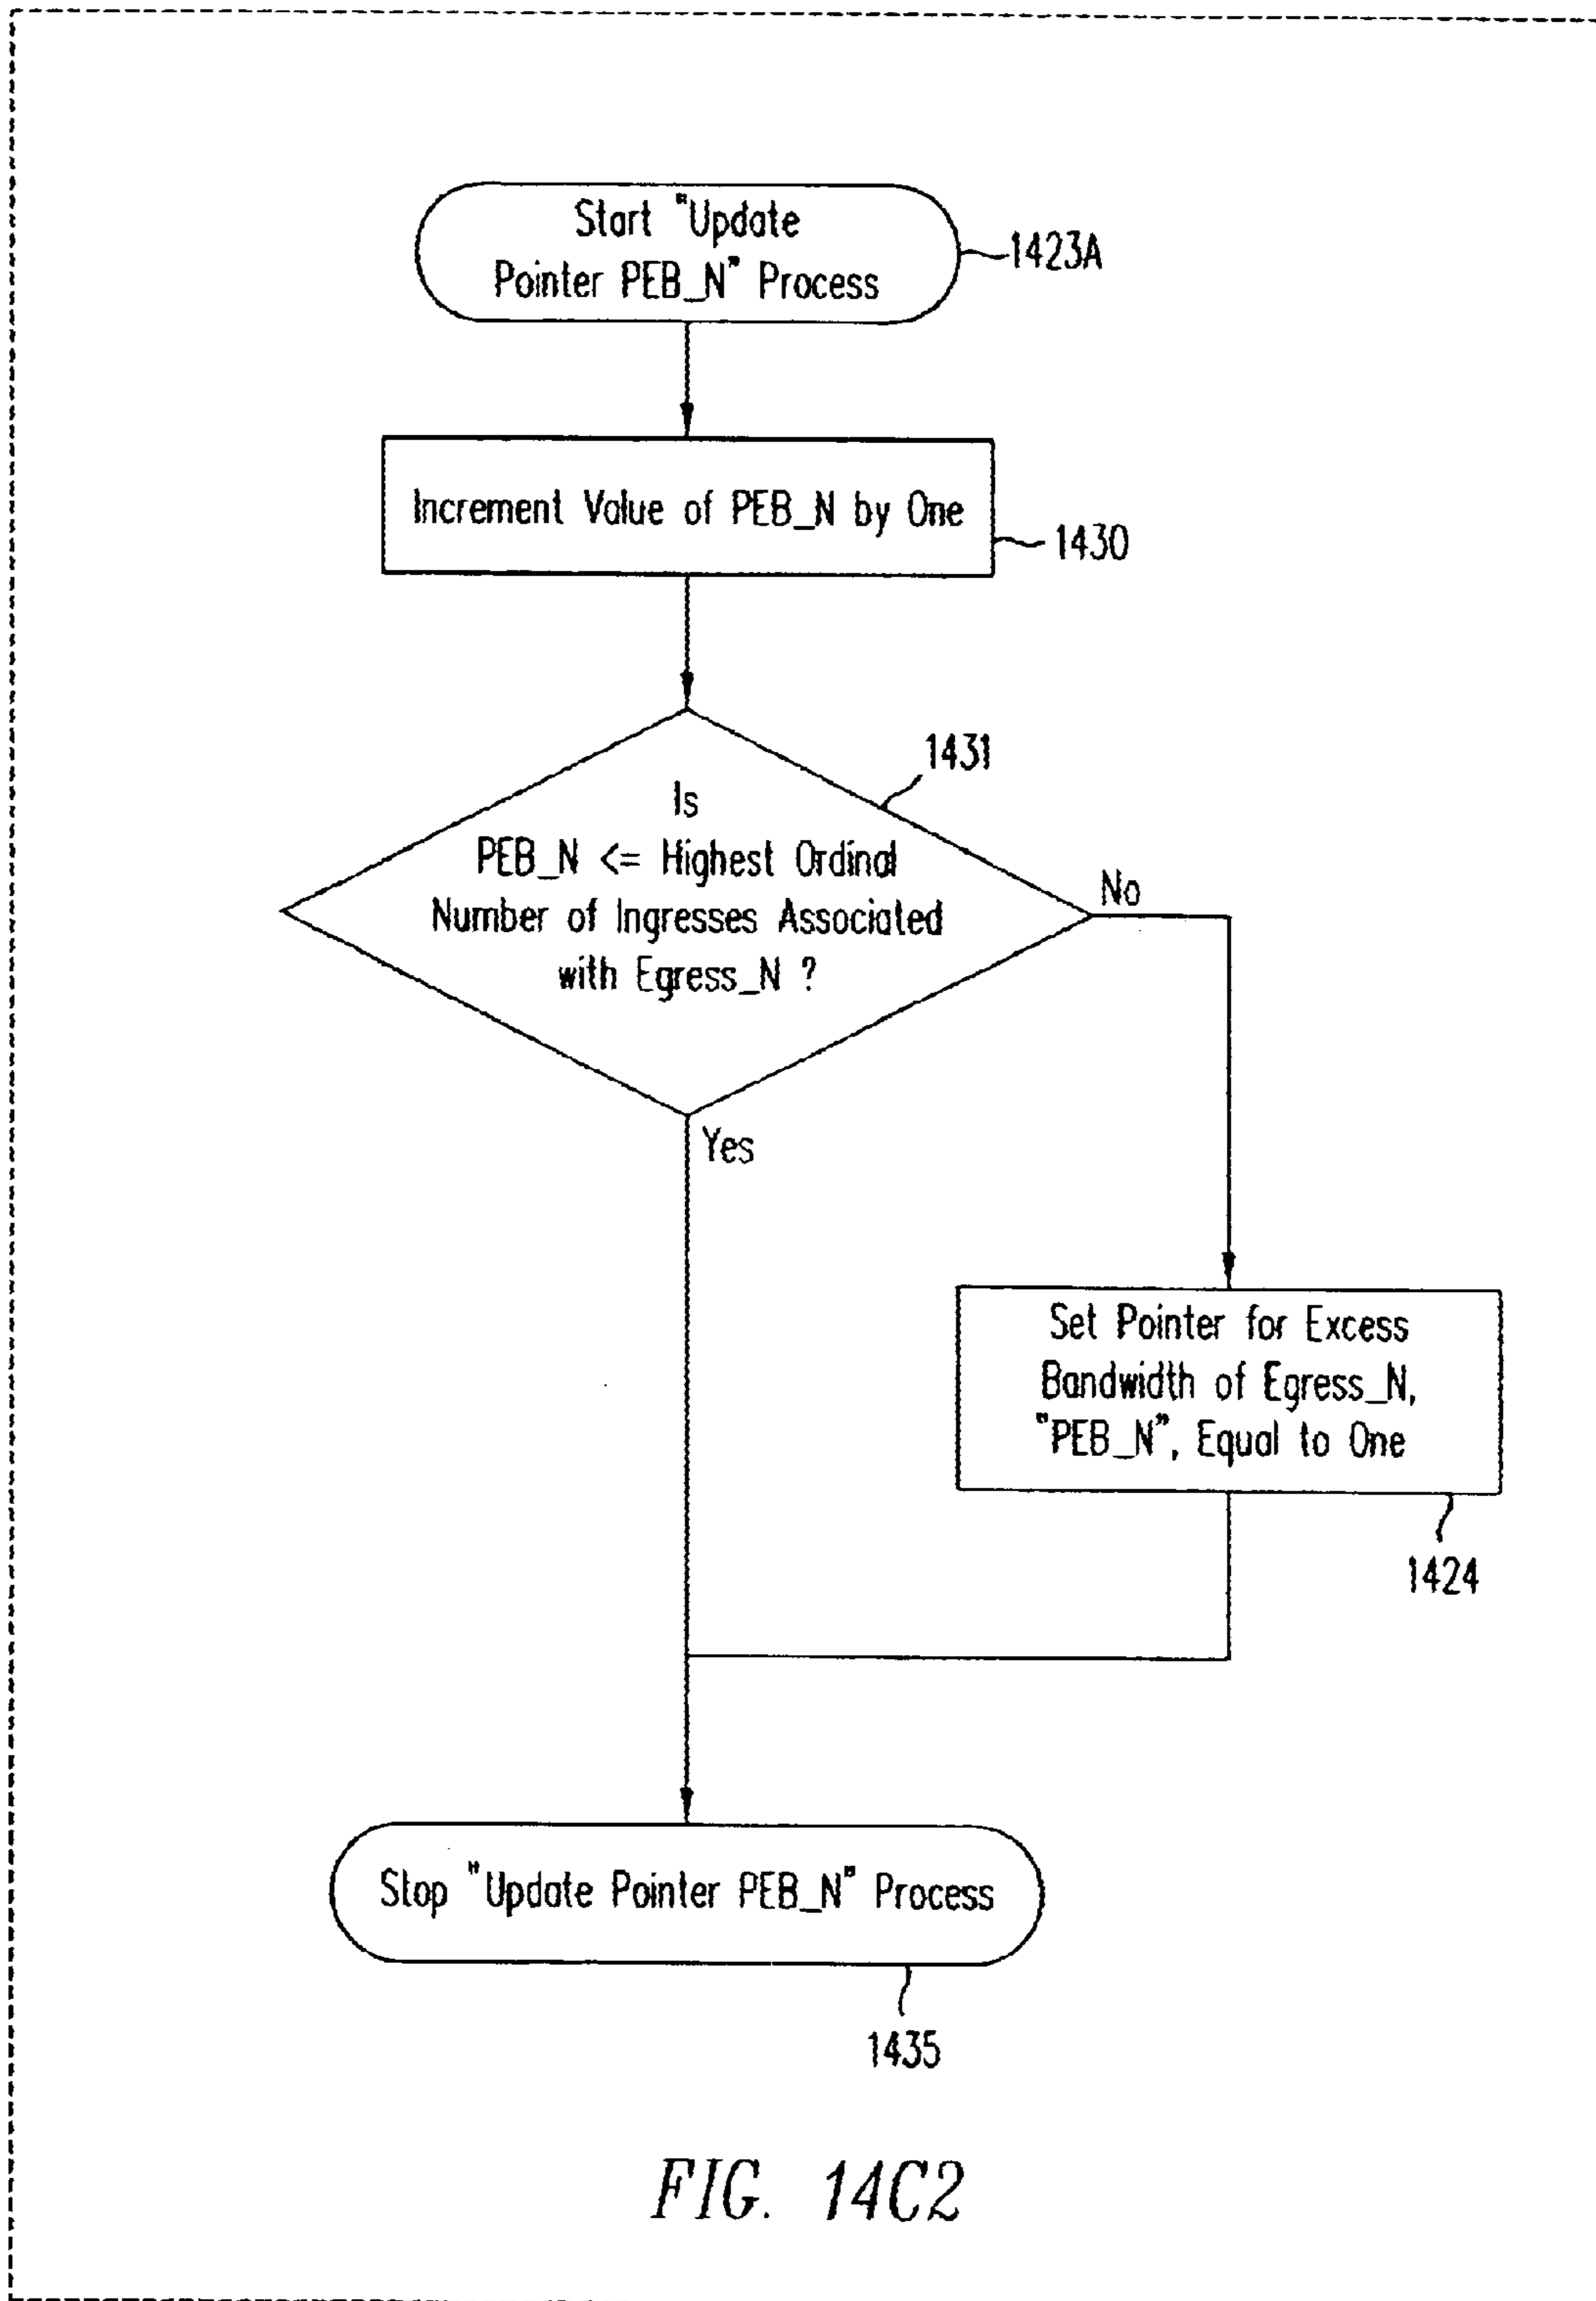 Start "Update
Pointer PEB_N" Process
1423A
Increment Value of PEB_N by One
1430
1431
Is
PEB_N <= Highest Ordinal
Number of Ingresses Associated
with Egress_N ?
No
Yes
Set Pointer for Excess
Bandwidth of Egress_N,
"PEB_N", Equal to One
1424
Stop "Update Pointer PEB_N" Process
1435
FIG. 14C2